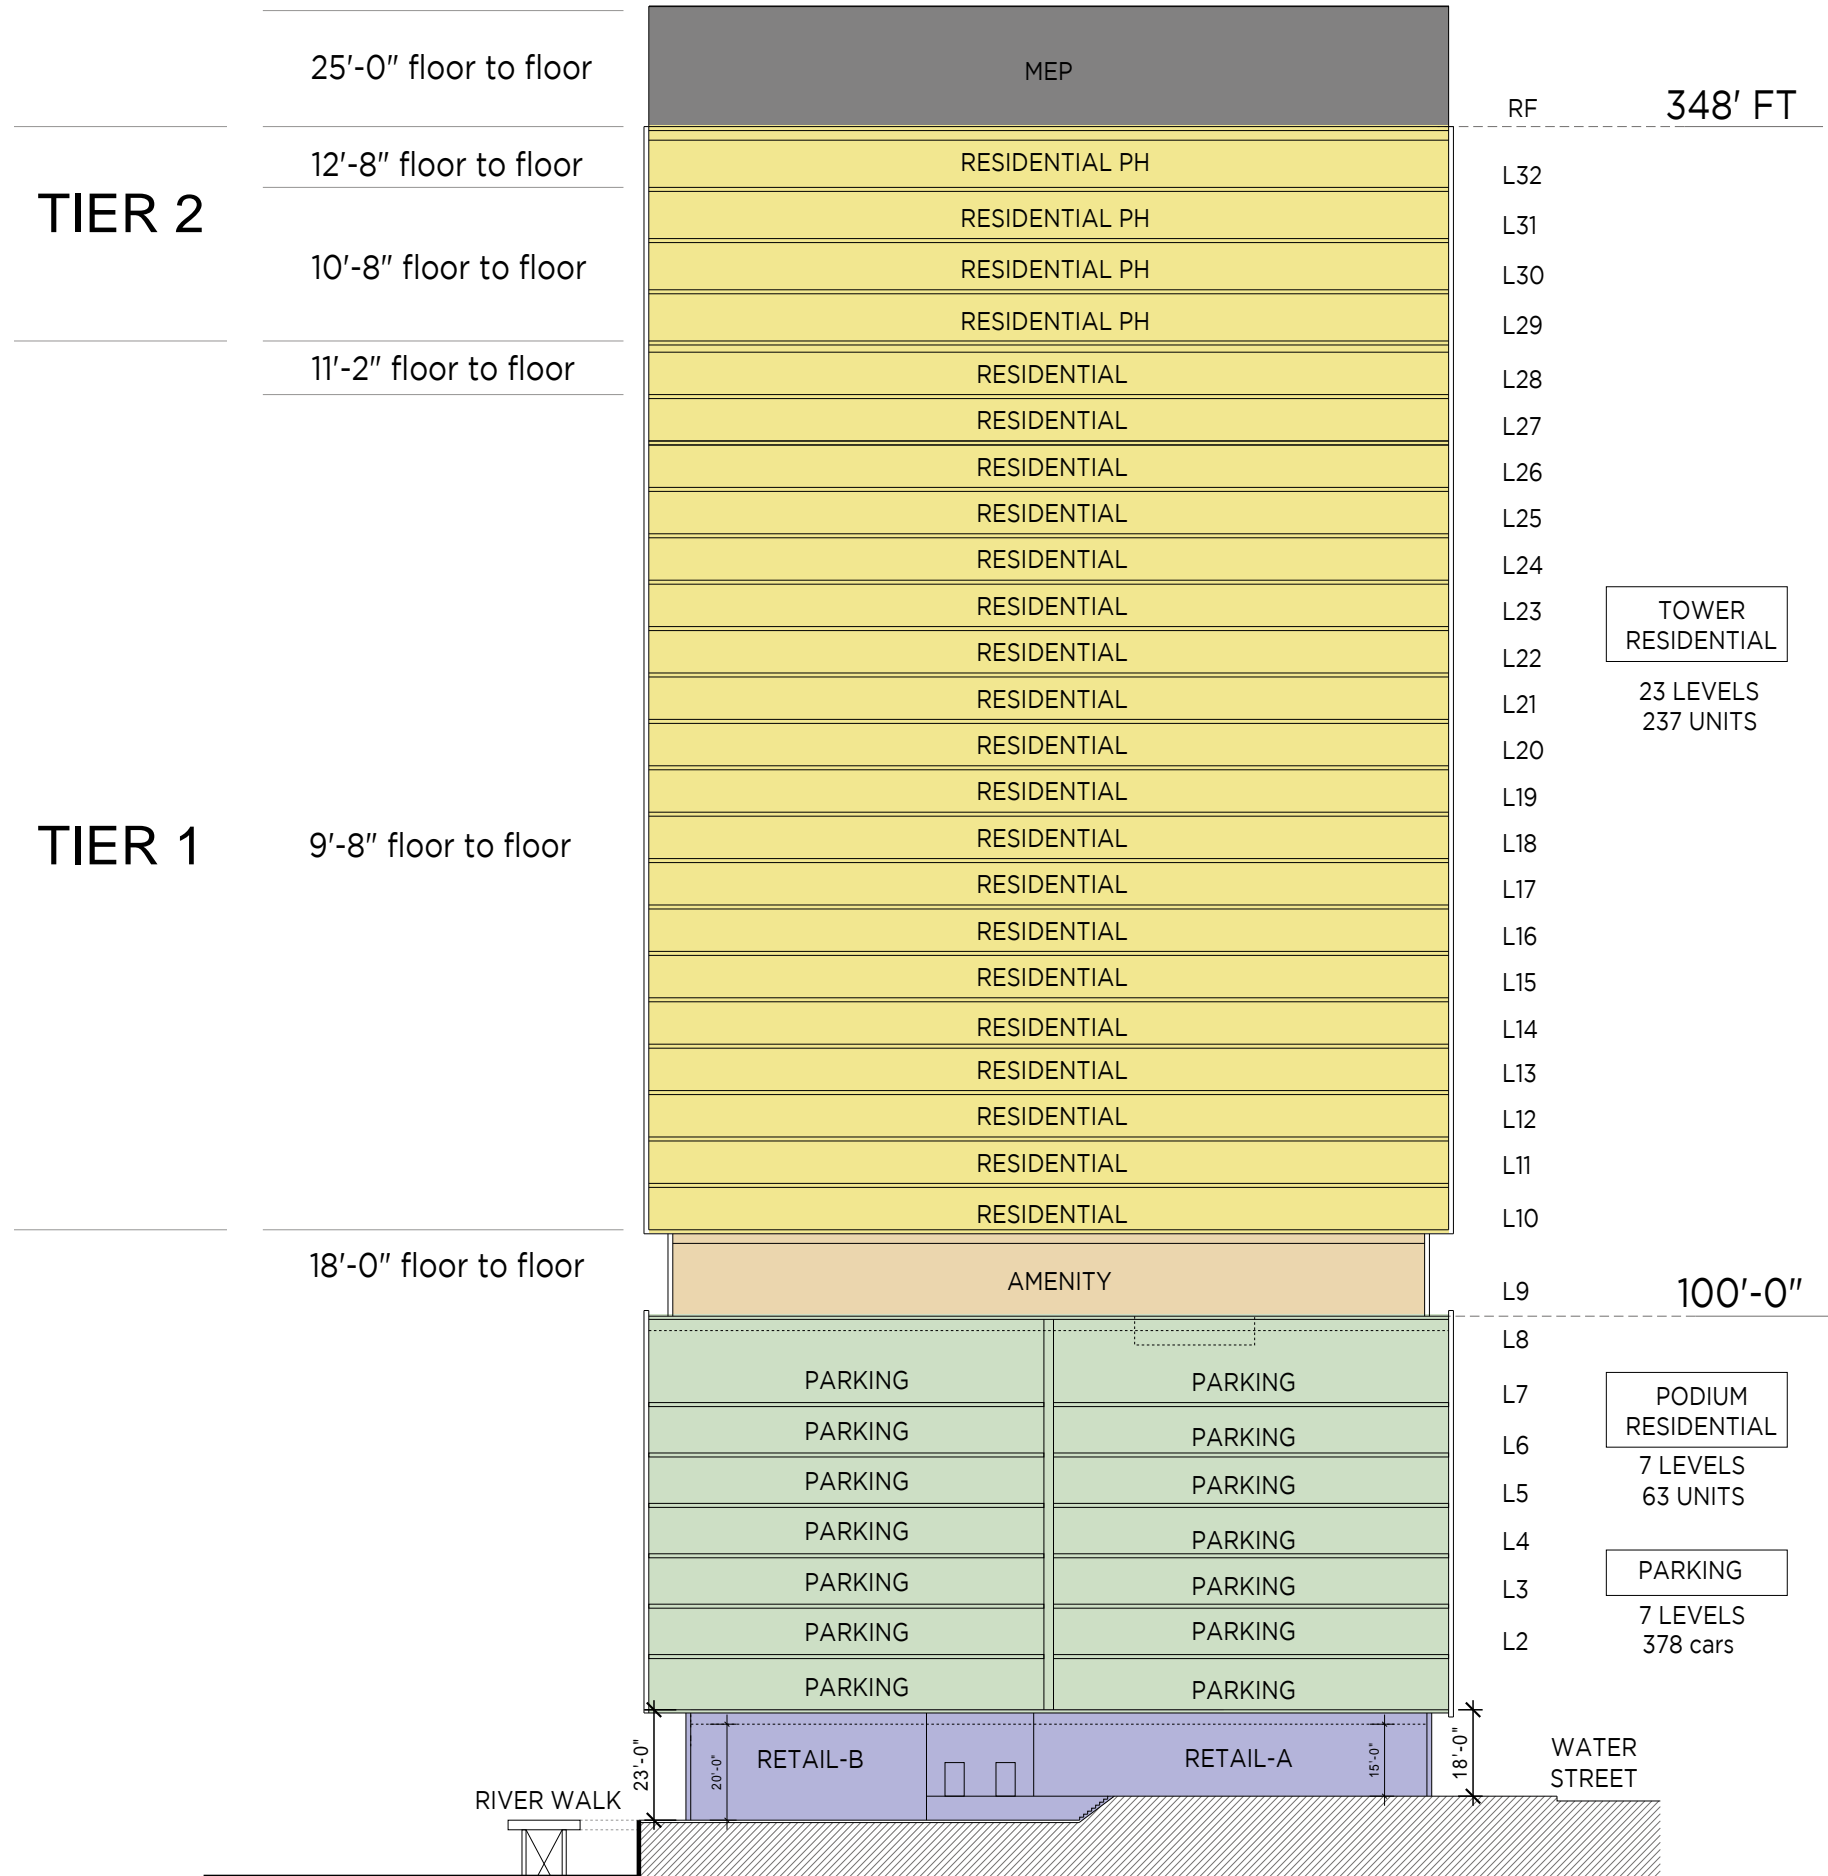 25'-0" floor to floor
MEP
RF
348' FT
TIER 2
12'-8" floor to floor
RESIDENTIAL PH
L32
RESIDENTIAL PH
L31
10'-8" floor to floor
RESIDENTIAL PH
L30
RESIDENTIAL PH
L29
11'-2" floor to floor
RESIDENTIAL
L28
RESIDENTIAL
L27
RESIDENTIAL
L26
RESIDENTIAL
L25
RESIDENTIAL
L24
RESIDENTIAL
L23
RESIDENTIAL
L22
RESIDENTIAL
L21
RESIDENTIAL
L20
RESIDENTIAL
L19
TIER 1
9'-8" floor to floor
RESIDENTIAL
L18
RESIDENTIAL
L17
RESIDENTIAL
L16
RESIDENTIAL
L15
RESIDENTIAL
L14
RESIDENTIAL
L13
RESIDENTIAL
L12
RESIDENTIAL
L11
RESIDENTIAL
L10
TOWER
RESIDENTIAL
23 LEVELS
237 UNITS
18'-0" floor to floor
AMENITY
L9
100'-0"
L8
PARKING
PARKING
L7
PARKING
PARKING
L6
PARKING
PARKING
L5
PARKING
PARKING
L4
PARKING
PARKING
L3
PARKING
PARKING
L2
PARKING
PARKING
PODIUM
RESIDENTIAL
7 LEVELS
63 UNITS
PARKING
7 LEVELS
378 cars
23'-0"
20'-0"
RETAIL-B
RETAIL-A
15'-0"
18'-0"
WATER
STREET
RIVER WALK